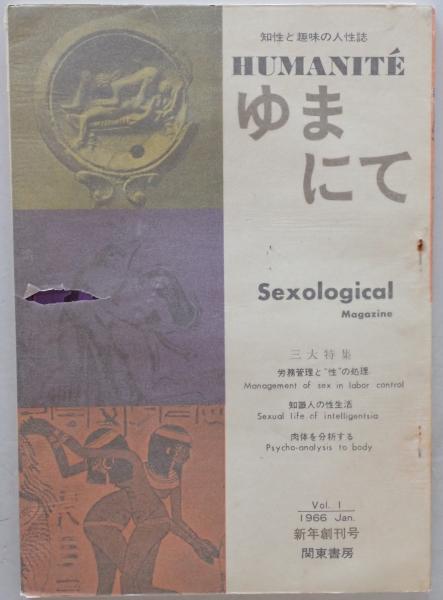 知性と趣味の人性誌
HUMANITÉ
ゆま
にて
Sexological
Magazine
三大特集
労務管理と"性"の処理
Management of sex in labor control
知識人の性生活
Sexual life of intelligentsia
肉体を分析する
Psycho-analysis to body
Vol. 1
1966 Jan.
新年創刊号
関東書房